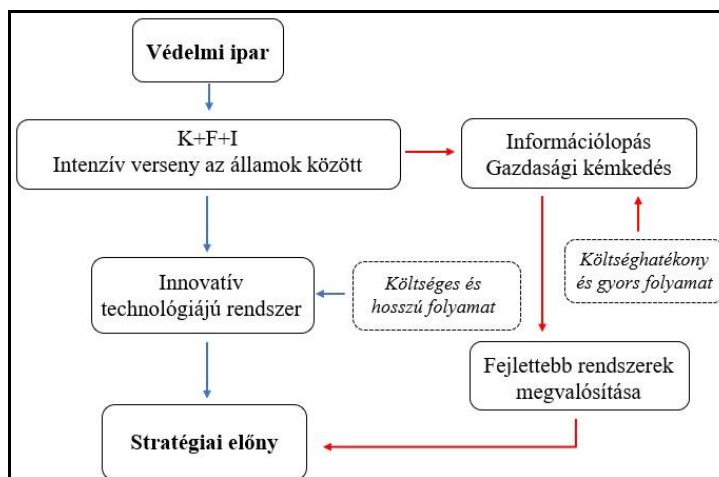 Védelmi ipar
K+F+I
Intenzív verseny az államok között
Információlopás
Gazdasági kémkedés
Innovatív
technológiájú rendszer
Költséges és
hosszú folyamat
Költséghatékony
és gyors folyamat
Fejlettebb rendszerek
megvalósítása
Stratégiai előny